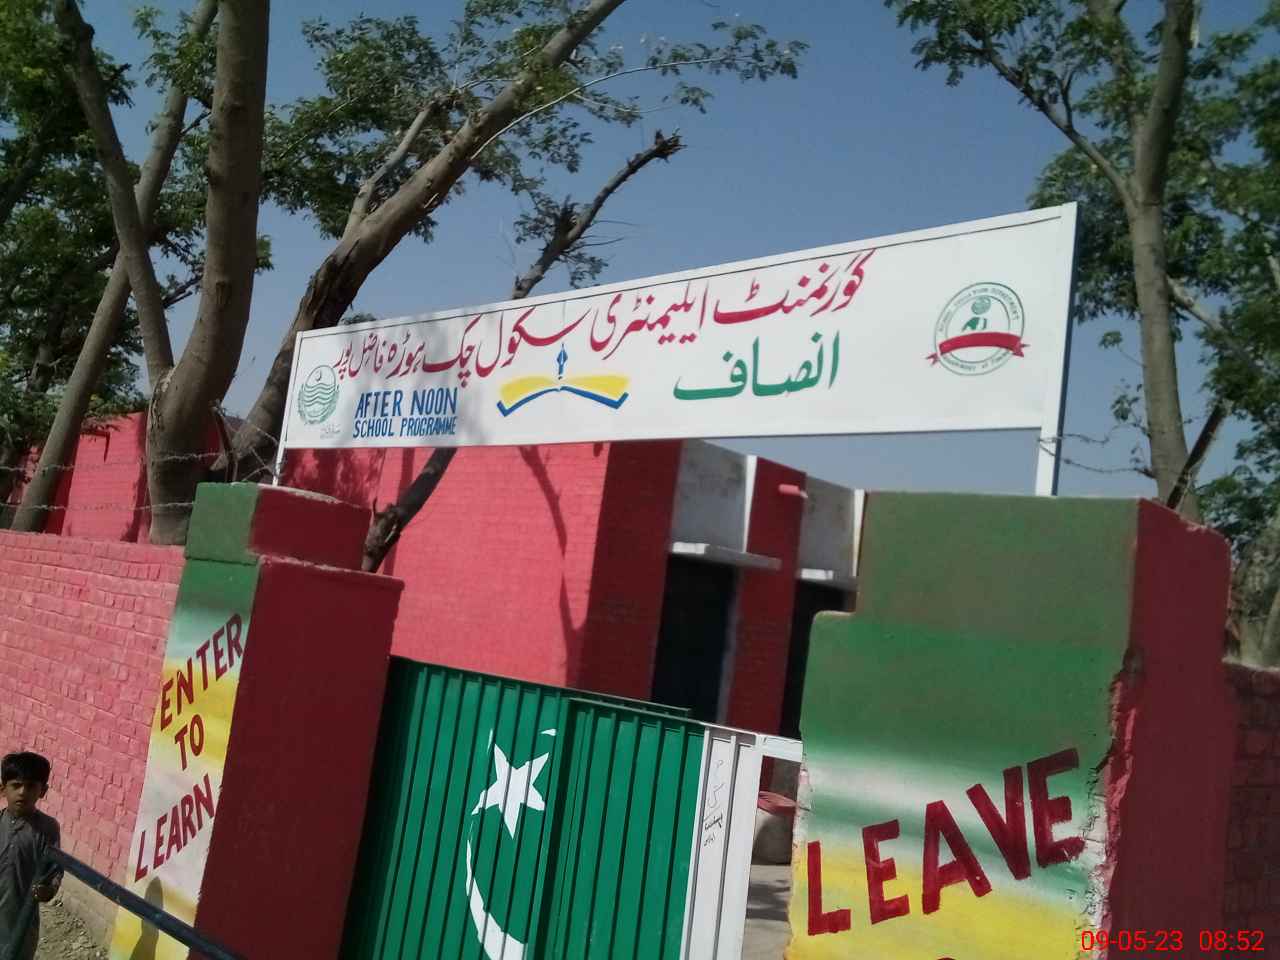 گورنمنٹ ایلیمنٹری سکول چک ہوڑہ فاضل پور
انصاف
AFTER NOON
SCHOOL PROGRAMME
ENTER
TO
LEARN
LEAVE
09-05-23 08:52